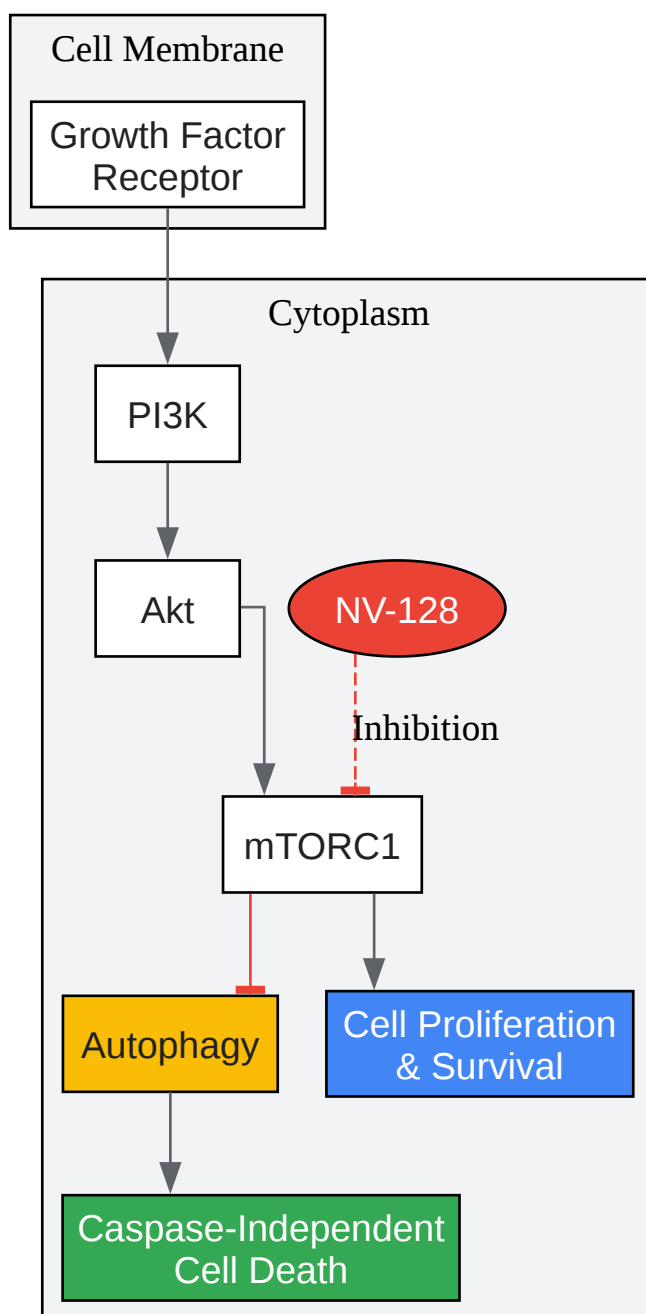 Cell Membrane
Growth Factor
Receptor
Cytoplasm
PI3K
Akt
NV-128
Inhibition
mTORC1
Autophagy
Cell Proliferation
& Survival
Caspase-Independent
Cell Death